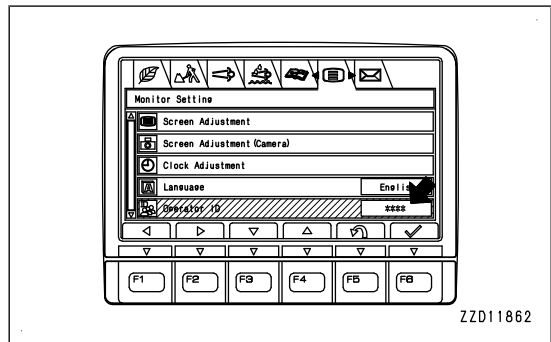 Monitor Setting
Screen Adjustment
Screen Adjustment (Camera)
Clock Adjustment
A
Language
Englis
Operator ID
****
F1
F2
F3
F4
F5
F6
ZZD11862